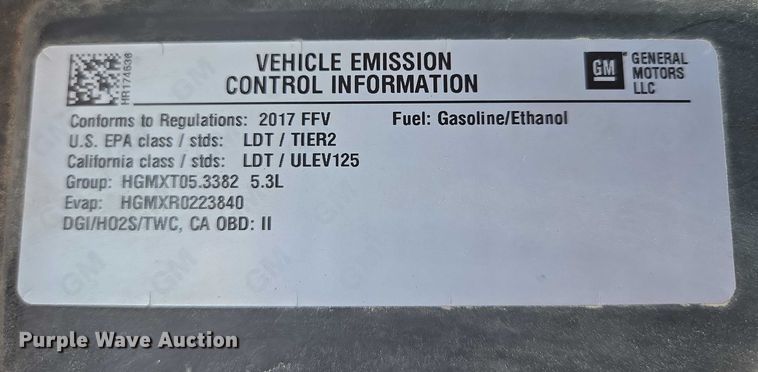 HR174636
VEHICLE EMISSION
CONTROL INFORMATION
GM
GENERAL
MOTORS
LLC
Conforms to Regulations: 2017 FFV Fuel: Gasoline/Ethanol
U.S. EPA class / stds: LDT / TIER2
California class / stds: LDT / ULEV125
Group: HGMXT05.3382 5.3L
Evap: HGMXR0223840
DGI/HO2S/TWC, CA OBD: II
Purple Wave Auction